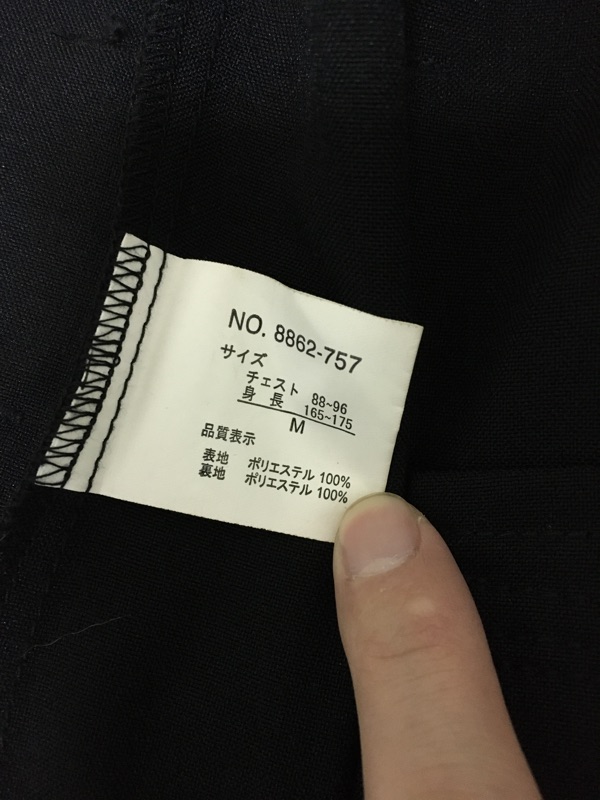 NO. 8862-757
サイズ
チェスト 88~96
身長 165~175
M
品質表示
表地 ポリエステル 100%
裏地 ポリエステル 100%